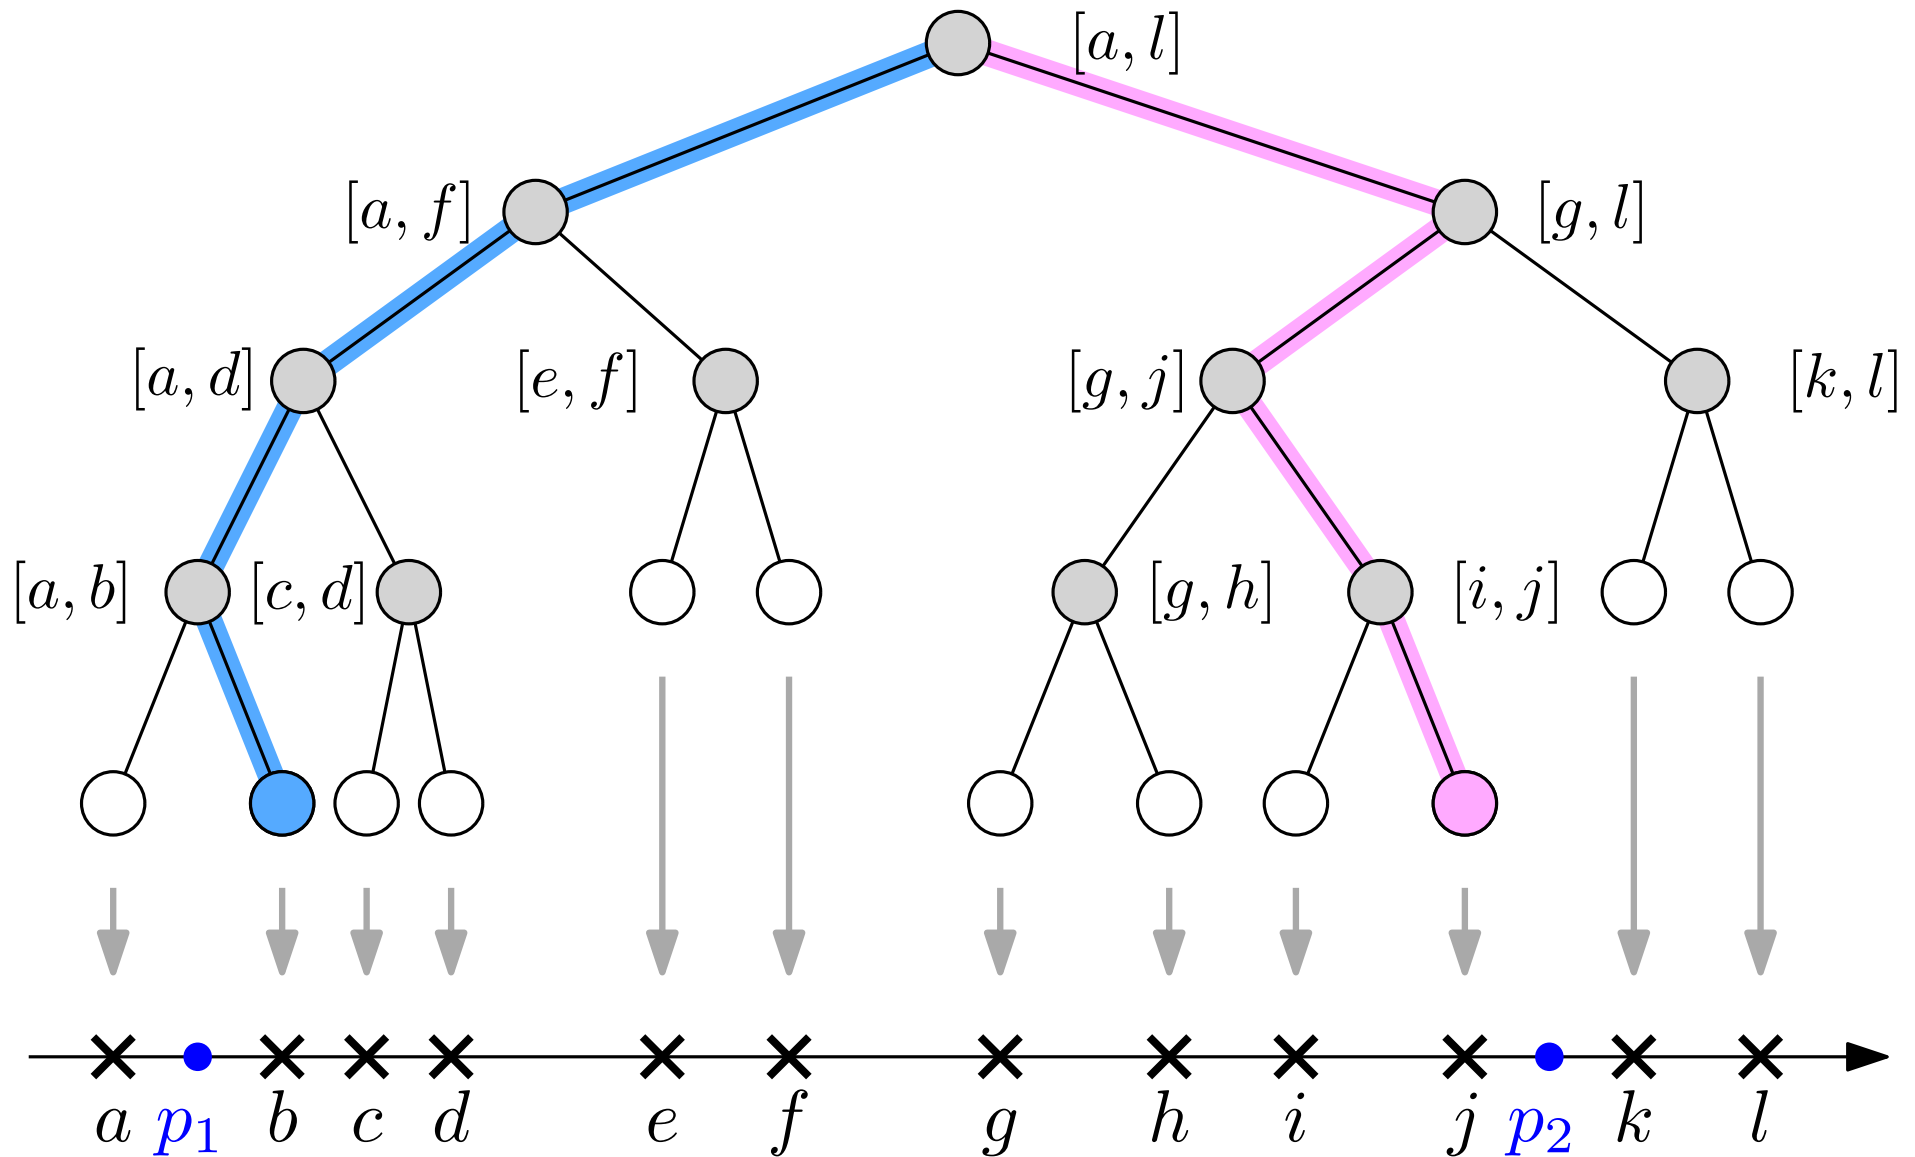 [a, l]
[a, f] [g, l]
[a, d] [e, f] [g, j] [k, l]
[a, b] [c, d] [g, h] [i, j]
a p₁ b c d e f g h i j p₂ k l